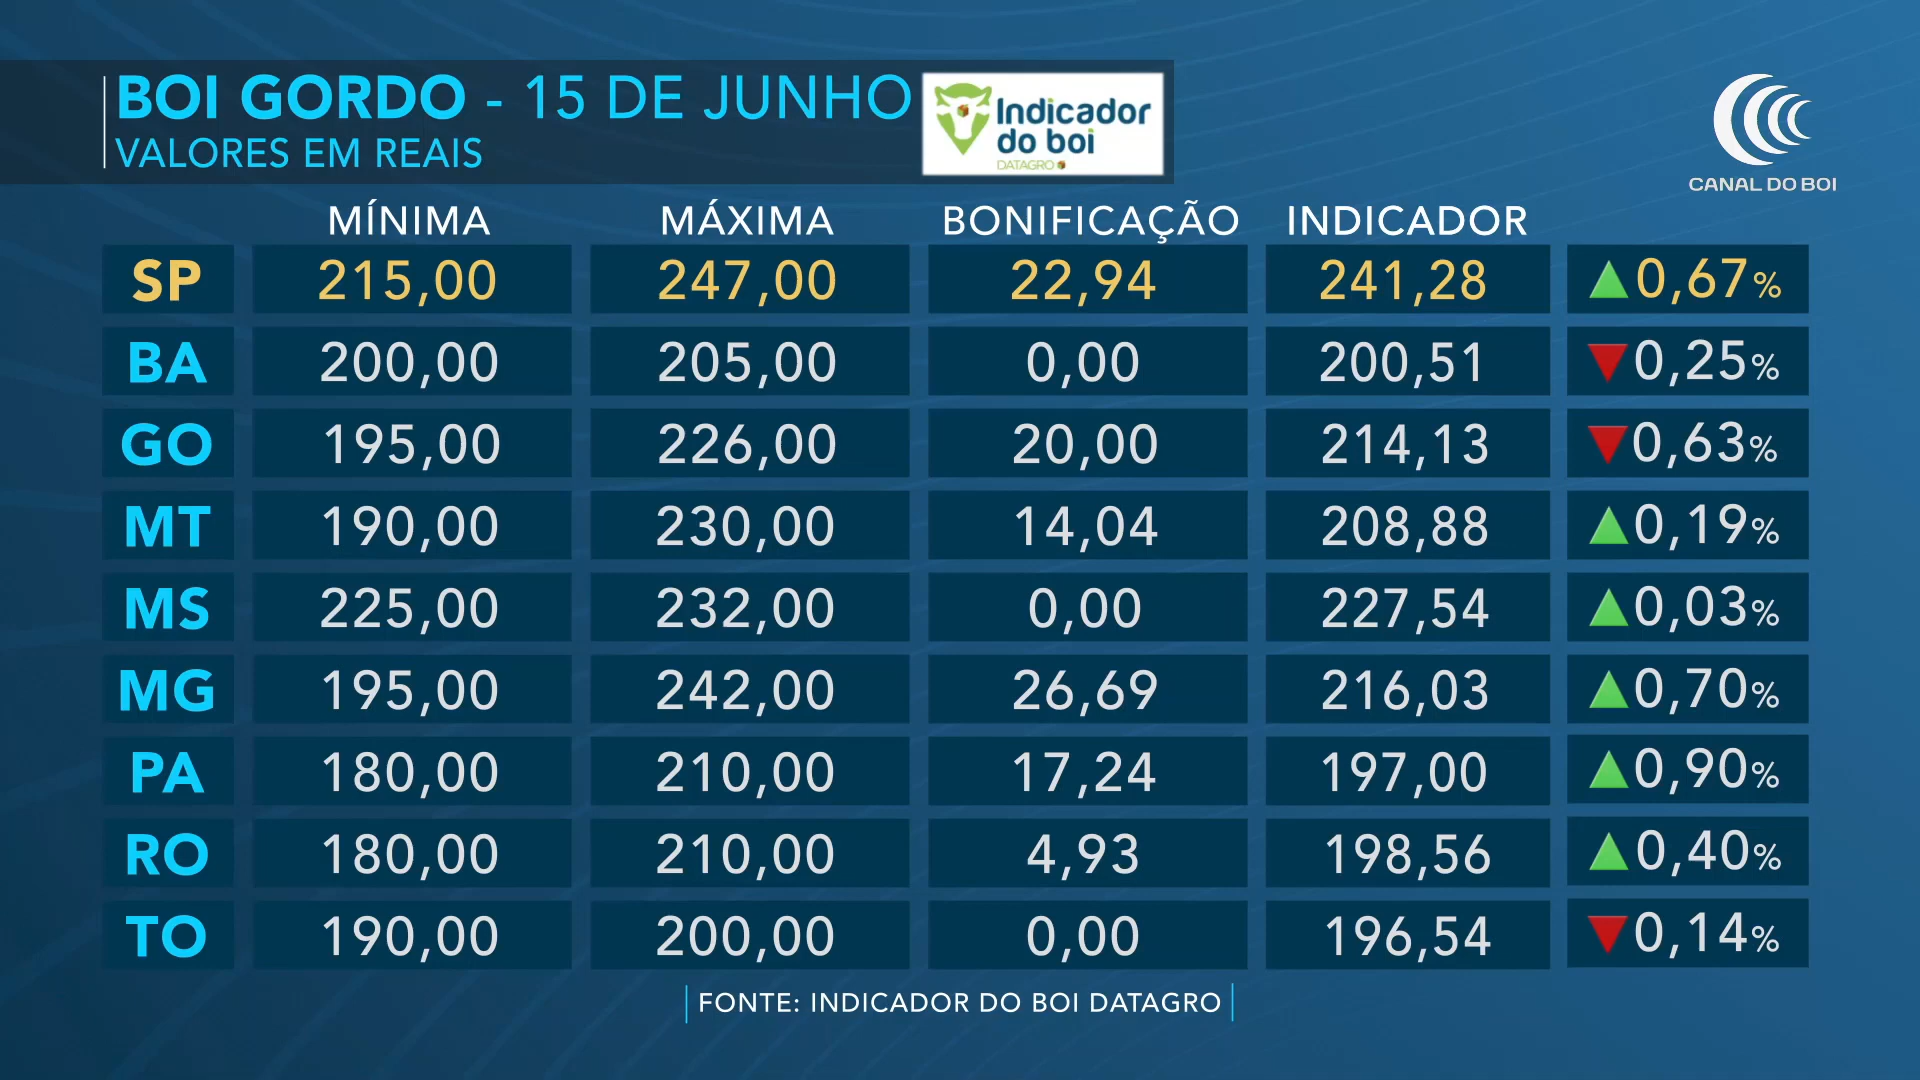 BOI GORDO - 15 DE JUNHO
VALORES EM REAIS
Indicador
do boi
DATAGRO
CANAL DO BOI
MÍNIMA MÁXIMA BONIFICAÇÃO INDICADOR
SP 215,00 247,00 22,94 241,28 ▲0,67%
BA 200,00 205,00 0,00 200,51 ▼0,25%
GO 195,00 226,00 20,00 214,13 ▼0,63%
MT 190,00 230,00 14,04 208,88 ▲0,19%
MS 225,00 232,00 0,00 227,54 ▲0,03%
MG 195,00 242,00 26,69 216,03 ▲0,70%
PA 180,00 210,00 17,24 197,00 ▲0,90%
RO 180,00 210,00 4,93 198,56 ▲0,40%
TO 190,00 200,00 0,00 196,54 ▼0,14%
FONTE: INDICADOR DO BOI DATAGRO